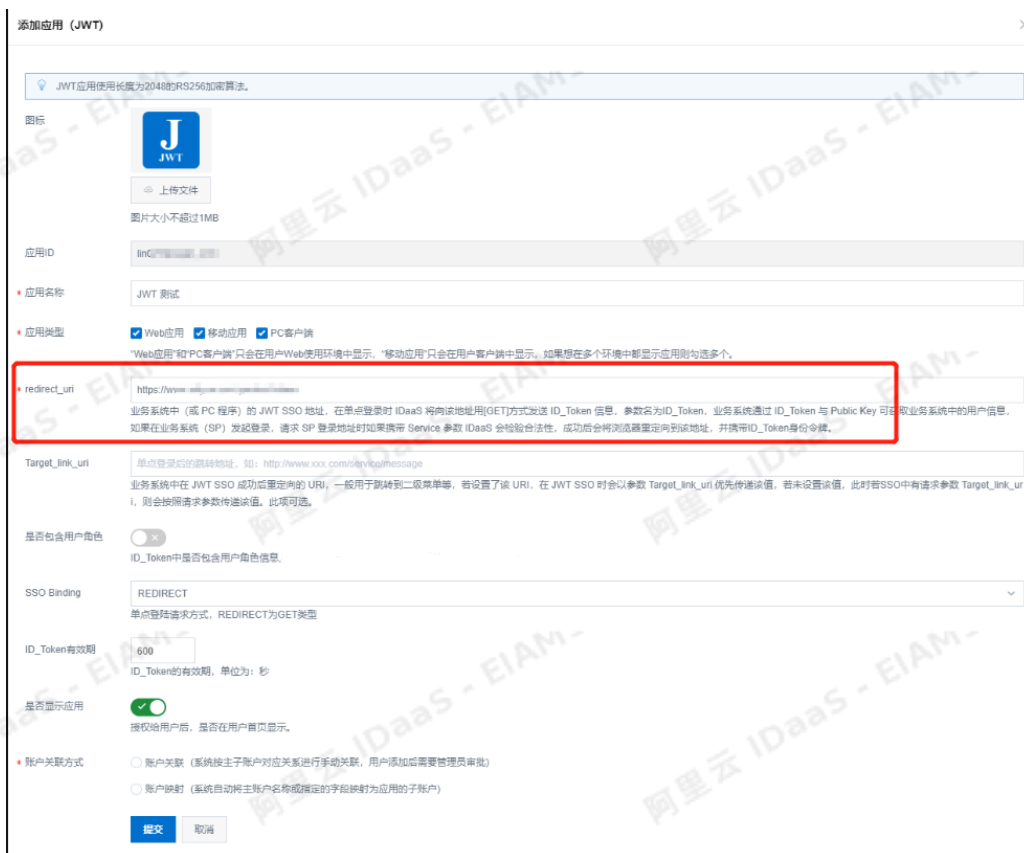 添加应用（JWT)
JWT应用使用长度为2048的RS256加密算法。
图标
J
JWT
上传文件
图片大小不超过1MB
应用ID
* 应用名称
JWT 测试
* 应用类型
Web应用 移动应用 PC客户端
"Web应用"和"PC客户端"只会在用户Web使用环境中显示，"移动应用"只会在用户客户端中显示。如果想在多个环境中都显示应用则勾选多个。
* redirect_uri
业务系统中（或 PC 程序）的 JWT SSO 地址，在单点登录时 IDaaS 将向该地址用[GET]方式发送 ID_Token 信息，参数名为ID_Token，业务系统通过 ID_Token 与 Public Key 可获取业务系统中的用户信息，
如果在业务系统（SP）发起登录，请求 SP 登录地址时如果携带 Service 参数 IDaaS 会检验合法性，成功后会将浏览器重定向到该地址，并携带ID_Token身份令牌。
Target_link_uri
单点登录后的跳转地址，如：http://www.xxx.com/service/message
业务系统中在 JWT SSO 成功后重定向的 URI，一般用于跳转到二级菜单等，若设置了该 URI，在 JWT SSO 时会以参数 Target_link_uri 优先传递该值，若未设置该值，此时若SSO中有请求参数 Target_link_ur
i，则会按照请求参数传递该值。此项可选。
是否包含用户角色
ID_Token中是否包含用户角色信息,
SSO Binding
REDIRECT
单点登陆请求方式，REDIRECT为GET类型
ID_Token有效期
600
ID_Token的有效期，单位为：秒
是否显示应用
授权给用户后，是否在用户首页显示。
* 账户关联方式
账户关联（系统按主子账户对应关系进行手动关联，用户添加后需要管理员审批）
账户映射（系统自动将主账户名称或指定的字段映射为应用的子账户）
提交 取消
阿里云 IDaaS - EIAM